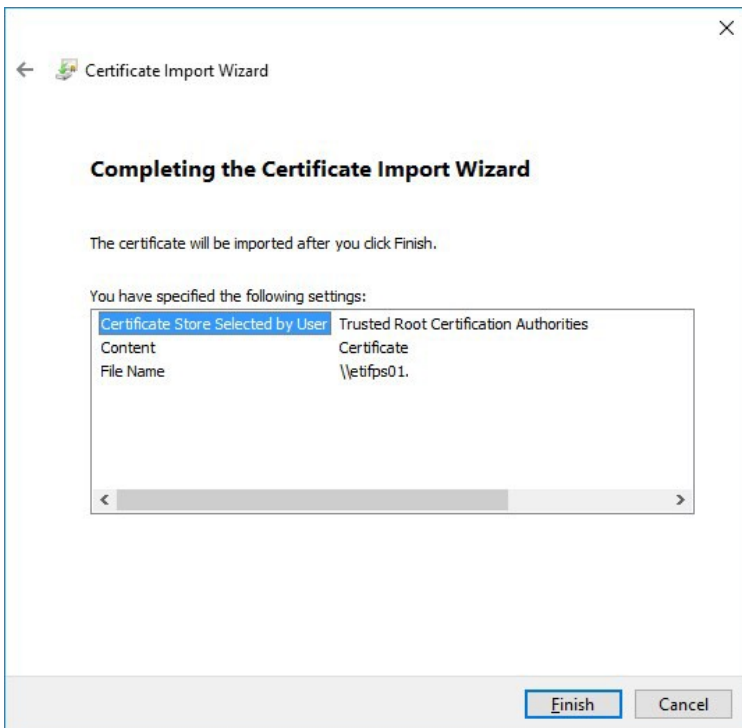 Certificate Import Wizard
Completing the Certificate Import Wizard
The certificate will be imported after you click Finish.
You have specified the following settings:
Certificate Store Selected by User Trusted Root Certification Authorities
Content Certificate
File Name \\etifps01.
Finish Cancel